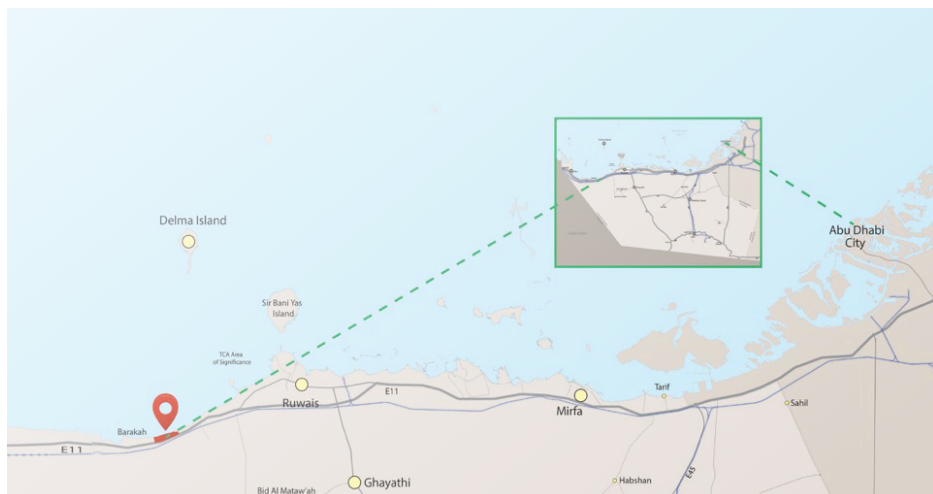 Delma Island
Abu Dhabi
City
Sir Bani Yas
Island
TCA Area
of Significance
Ruwais
E11
Mirfa
Tarif
Sahil
Barakah
E11
E45
Ghayathi
Habshan
Bid Al Mataw'ah